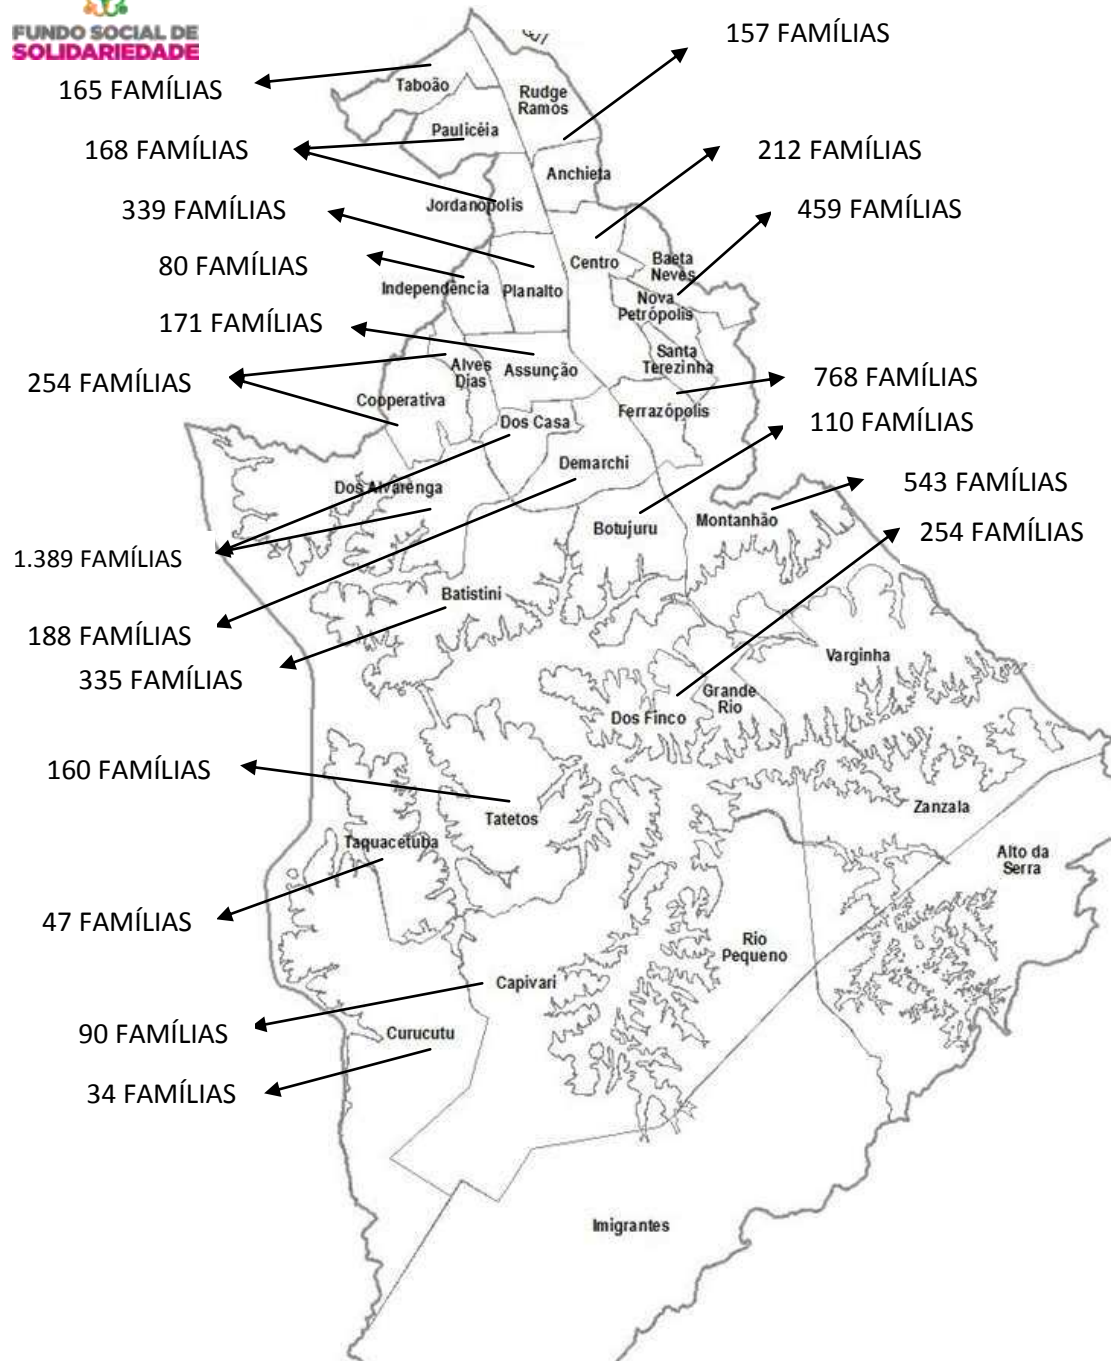 FUNDO SOCIAL DE
SOLIDARIEDADE
157 FAMÍLIAS
165 FAMÍLIAS
Taboão
Rudge
Ramos
Paulicéia
168 FAMÍLIAS
212 FAMÍLIAS
Anchieta
Jordanópolis
339 FAMÍLIAS
459 FAMÍLIAS
80 FAMÍLIAS
Centro
Baeta
Neves
Independência
Planalto
Nova
Petrópolis
171 FAMÍLIAS
Santa
Terezinha
Alves
Dias
Assunção
254 FAMÍLIAS
768 FAMÍLIAS
Cooperativa
Ferrazópolis
Dos Casa
110 FAMÍLIAS
Demarchi
Dos Alvarenga
543 FAMÍLIAS
Botujuru
Montanhão
254 FAMÍLIAS
1.389 FAMÍLIAS
Batistini
188 FAMÍLIAS
335 FAMÍLIAS
Varginha
Grande
Rio
Dos Finco
160 FAMÍLIAS
Tatetos
Zanzala
Taquacetuba
Alto da
Serra
47 FAMÍLIAS
Rio
Pequeno
Capivari
90 FAMÍLIAS
Curucutu
34 FAMÍLIAS
Imigrantes